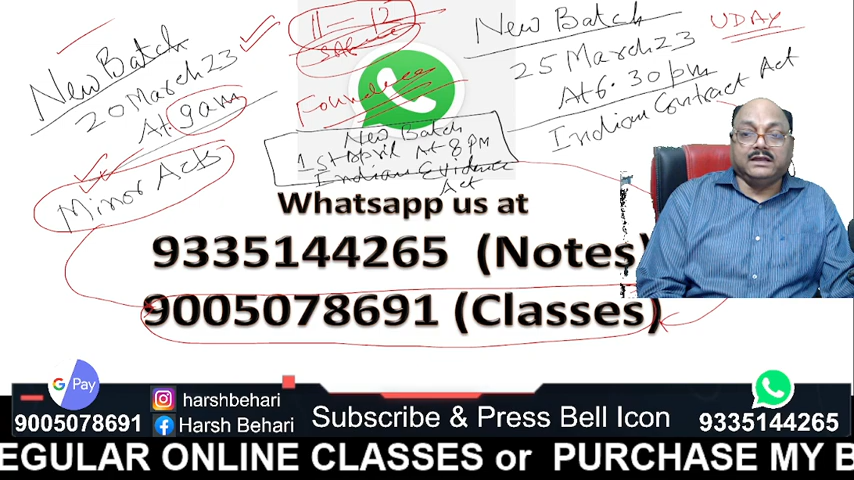 New Batch
20 March 23
At 9am
Minor Acts
11 - 12
Foundation
New Batch
1st April At 8 PM
Indian Evidence
Act
New Batch
25 March 23
At 6.30pm
Indian Contract Act
UDAY
Whatsapp us at
9335144265 (Notes)
9005078691 (Classes)
G Pay
9005078691
harshbehari
Harsh Behari
Subscribe & Press Bell Icon
9335144265
EGULAR ONLINE CLASSES or PURCHASE MY B